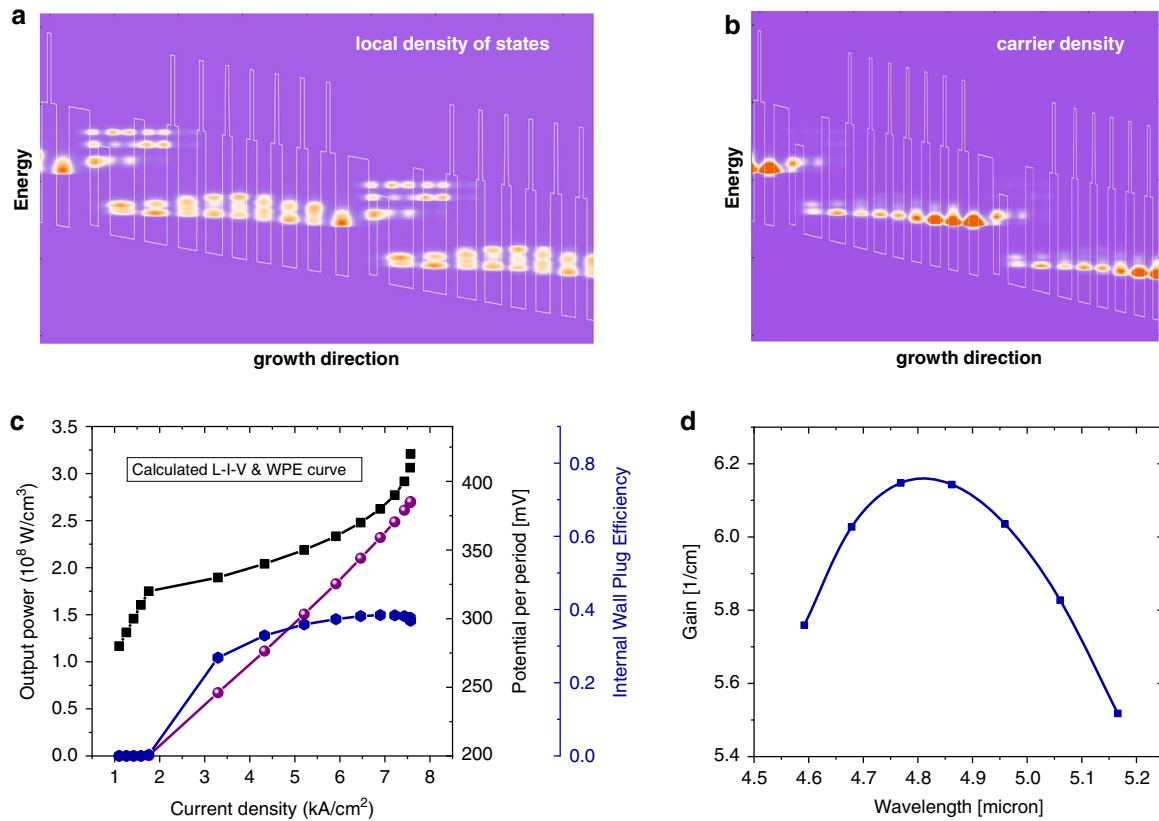 a
local density of states
Energy
growth direction
b
carrier density
Energy
growth direction
c
Calculated L-I-V & WPE curve
Output power (10⁸ W/cm³)
3.5
3.0
2.5
2.0
1.5
1.0
0.5
0.0
1 2 3 4 5 6 7 8
Current density (kA/cm²)
400
350
300
250
200
Potential per period [mV]
0.8
0.6
0.4
0.2
0.0
Internal Wall Plug Efficiency
d
Gain [1/cm]
6.2
6.0
5.8
5.6
5.4
4.5 4.6 4.7 4.8 4.9 5.0 5.1 5.2
Wavelength [micron]